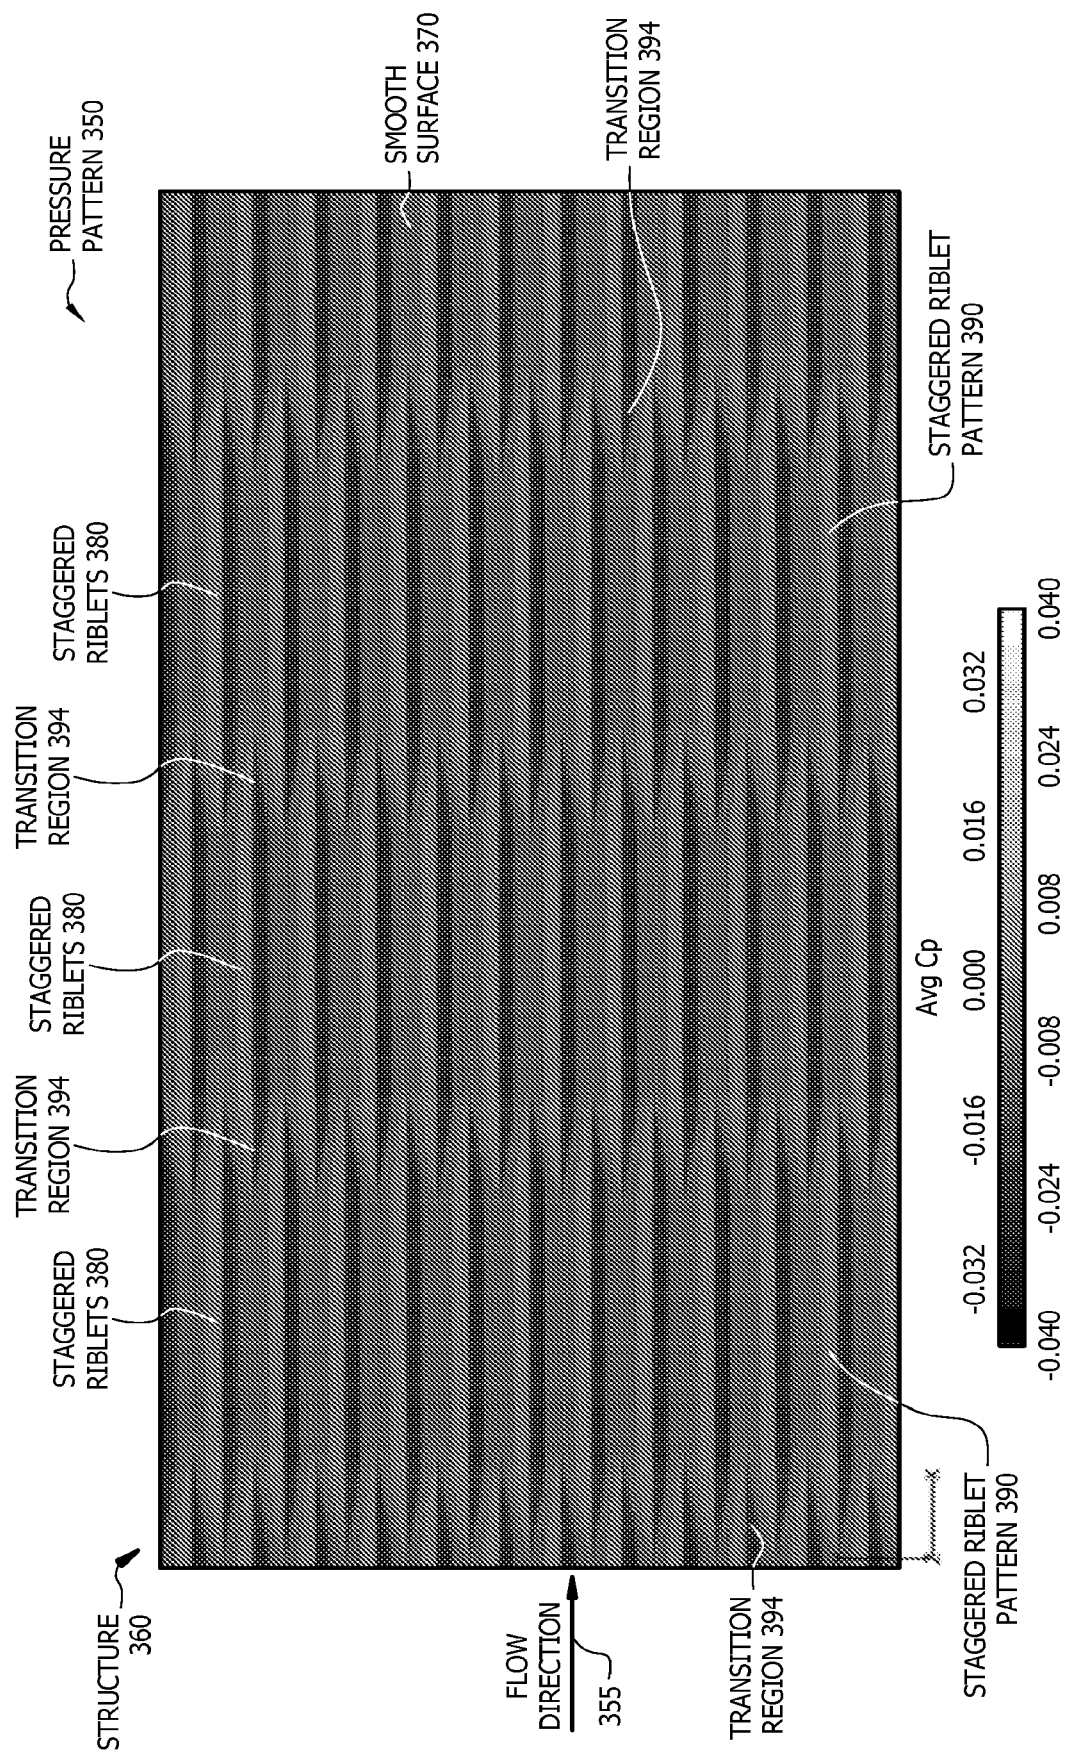 STRUCTURE
360
STAGGERED
RIBLETS 380
TRANSITION
REGION 394
STAGGERED
RIBLETS 380
TRANSITION
REGION 394
STAGGERED
RIBLETS 380
PRESSURE
PATTERN 350
SMOOTH
SURFACE 370
TRANSITION
REGION 394
FLOW
DIRECTION
355
TRANSITION
REGION 394
STAGGERED RIBLET
PATTERN 390
STAGGERED RIBLET
PATTERN 390
Avg Cp
-0.032 -0.016 0.000 0.016 0.024 0.032
-0.040 -0.024 -0.008 0.008 0.040